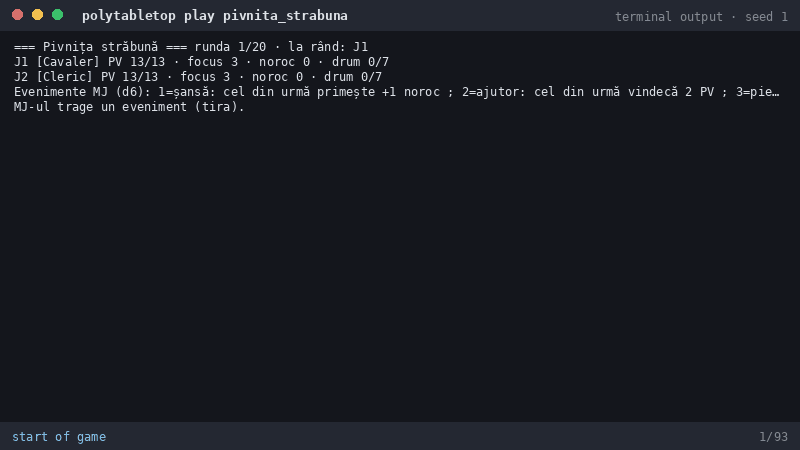 polytabletop play pivnita_strabuna
terminal output · seed 1
=== Pivnița străbună === runda 1/20 · la rând: J1
J1 [Cavaler] PV 13/13 · focus 3 · noroc 0 · drum 0/7
J2 [Cleric] PV 13/13 · focus 3 · noroc 0 · drum 0/7
Evenimente MJ (d6): 1=șansă: cel din urmă primește +1 noroc ; 2=ajutor: cel din urmă vindecă 2 PV ; 3=pie…
MJ-ul trage un eveniment (tira).
start of game
1/93